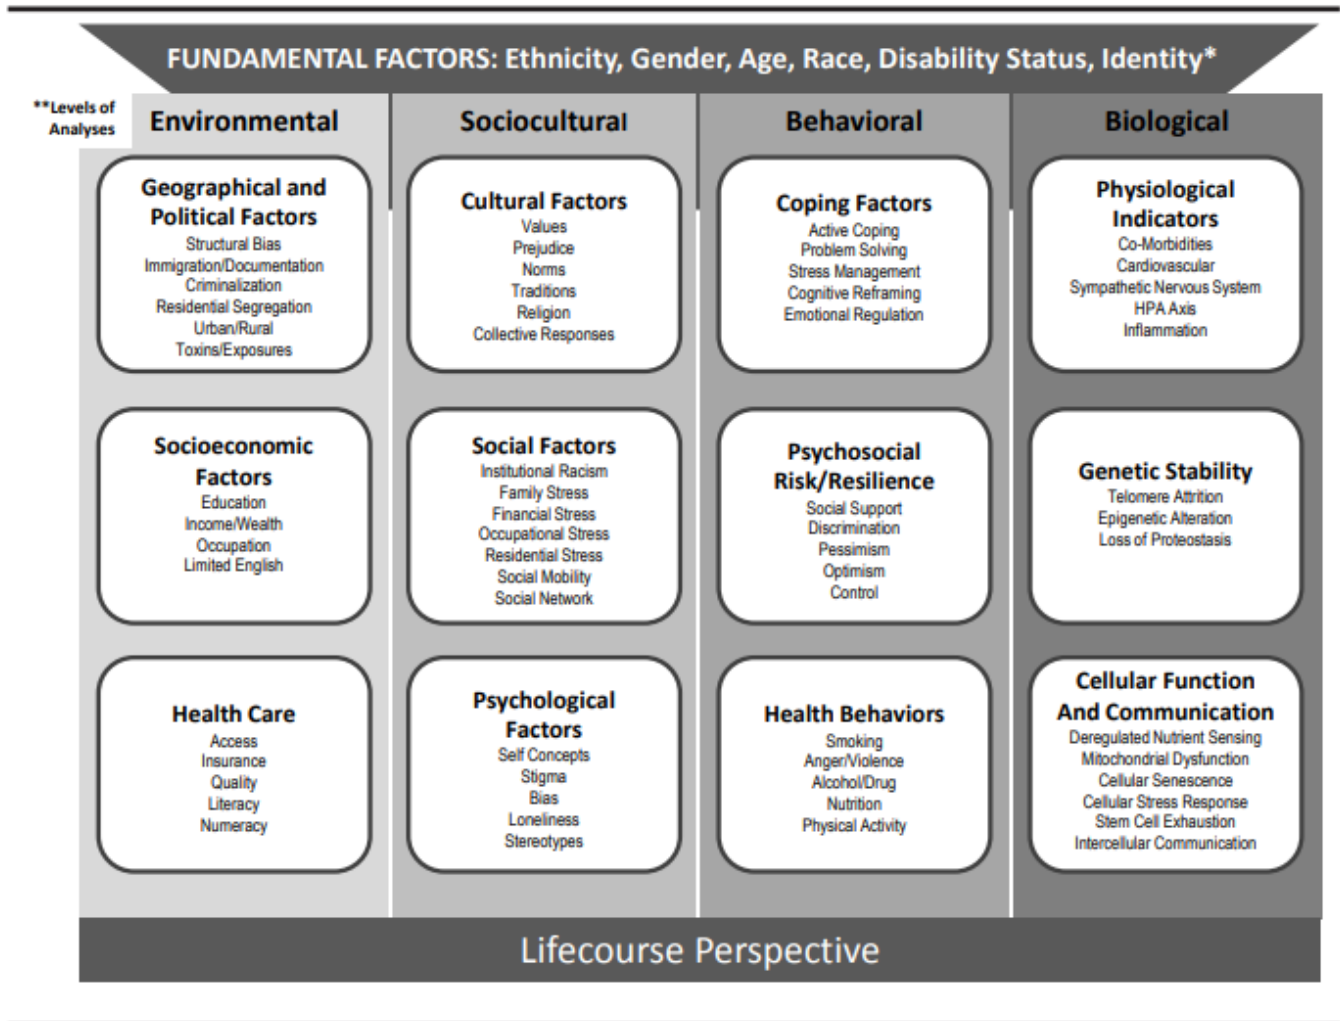 FUNDAMENTAL FACTORS: Ethnicity, Gender, Age, Race, Disability Status, Identity*
**Levels of
Analyses
Environmental
Geographical and
Political Factors
Structural Bias
Immigration/Documentation
Criminalization
Residential Segregation
Urban/Rural
Toxins/Exposures
Socioeconomic
Factors
Education
Income/Wealth
Occupation
Limited English
Health Care
Access
Insurance
Quality
Literacy
Numeracy
Sociocultural
Cultural Factors
Values
Prejudice
Norms
Traditions
Religion
Collective Responses
Social Factors
Institutional Racism
Family Stress
Financial Stress
Occupational Stress
Residential Stress
Social Mobility
Social Network
Psychological
Factors
Self Concepts
Stigma
Bias
Loneliness
Stereotypes
Behavioral
Coping Factors
Active Coping
Problem Solving
Stress Management
Cognitive Reframing
Emotional Regulation
Psychosocial
Risk/Resilience
Social Support
Discrimination
Pessimism
Optimism
Control
Health Behaviors
Smoking
Anger/Violence
Alcohol/Drug
Nutrition
Physical Activity
Biological
Physiological
Indicators
Co-Morbidities
Cardiovascular
Sympathetic Nervous System
HPA Axis
Inflammation
Genetic Stability
Telomere Attrition
Epigenetic Alteration
Loss of Proteostasis
Cellular Function
And Communication
Deregulated Nutrient Sensing
Mitochondrial Dysfunction
Cellular Senescence
Cellular Stress Response
Stem Cell Exhaustion
Intercellular Communication
Lifecourse Perspective